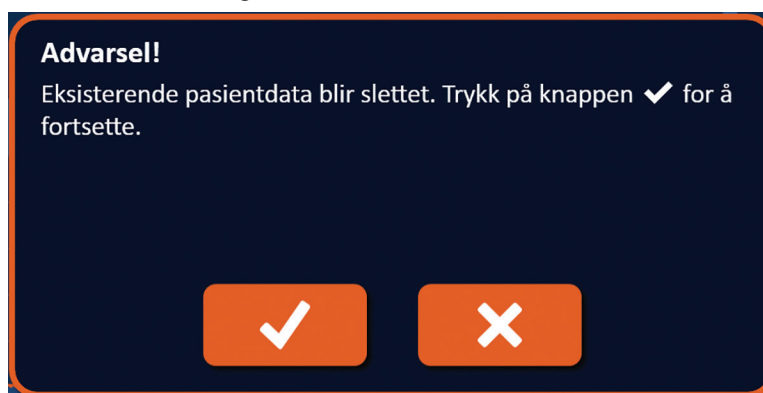 Advarsel!
Eksisterende pasientdata blir slettet. Trykk på knappen ✔ for å
fortsette.